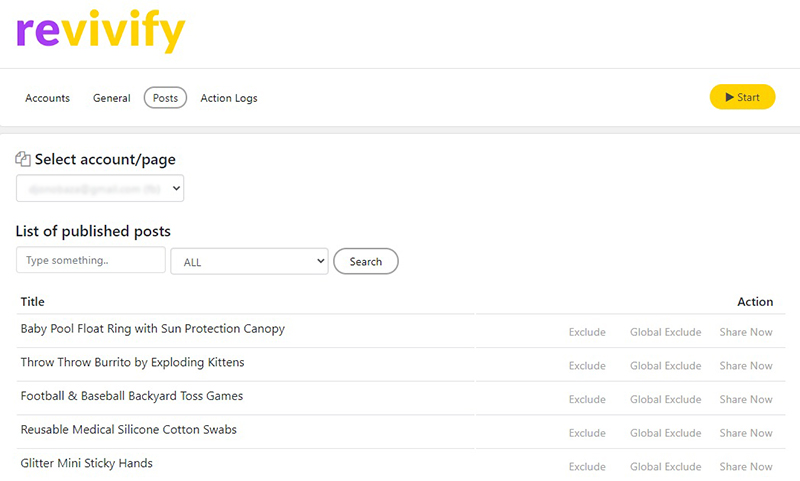 revivify
Accounts General Posts Action Logs Start
Select account/page
List of published posts
Type something.. ALL Search
Title Action
Baby Pool Float Ring with Sun Protection Canopy Exclude Global Exclude Share Now
Throw Throw Burrito by Exploding Kittens Exclude Global Exclude Share Now
Football & Baseball Backyard Toss Games Exclude Global Exclude Share Now
Reusable Medical Silicone Cotton Swabs Exclude Global Exclude Share Now
Glitter Mini Sticky Hands Exclude Global Exclude Share Now